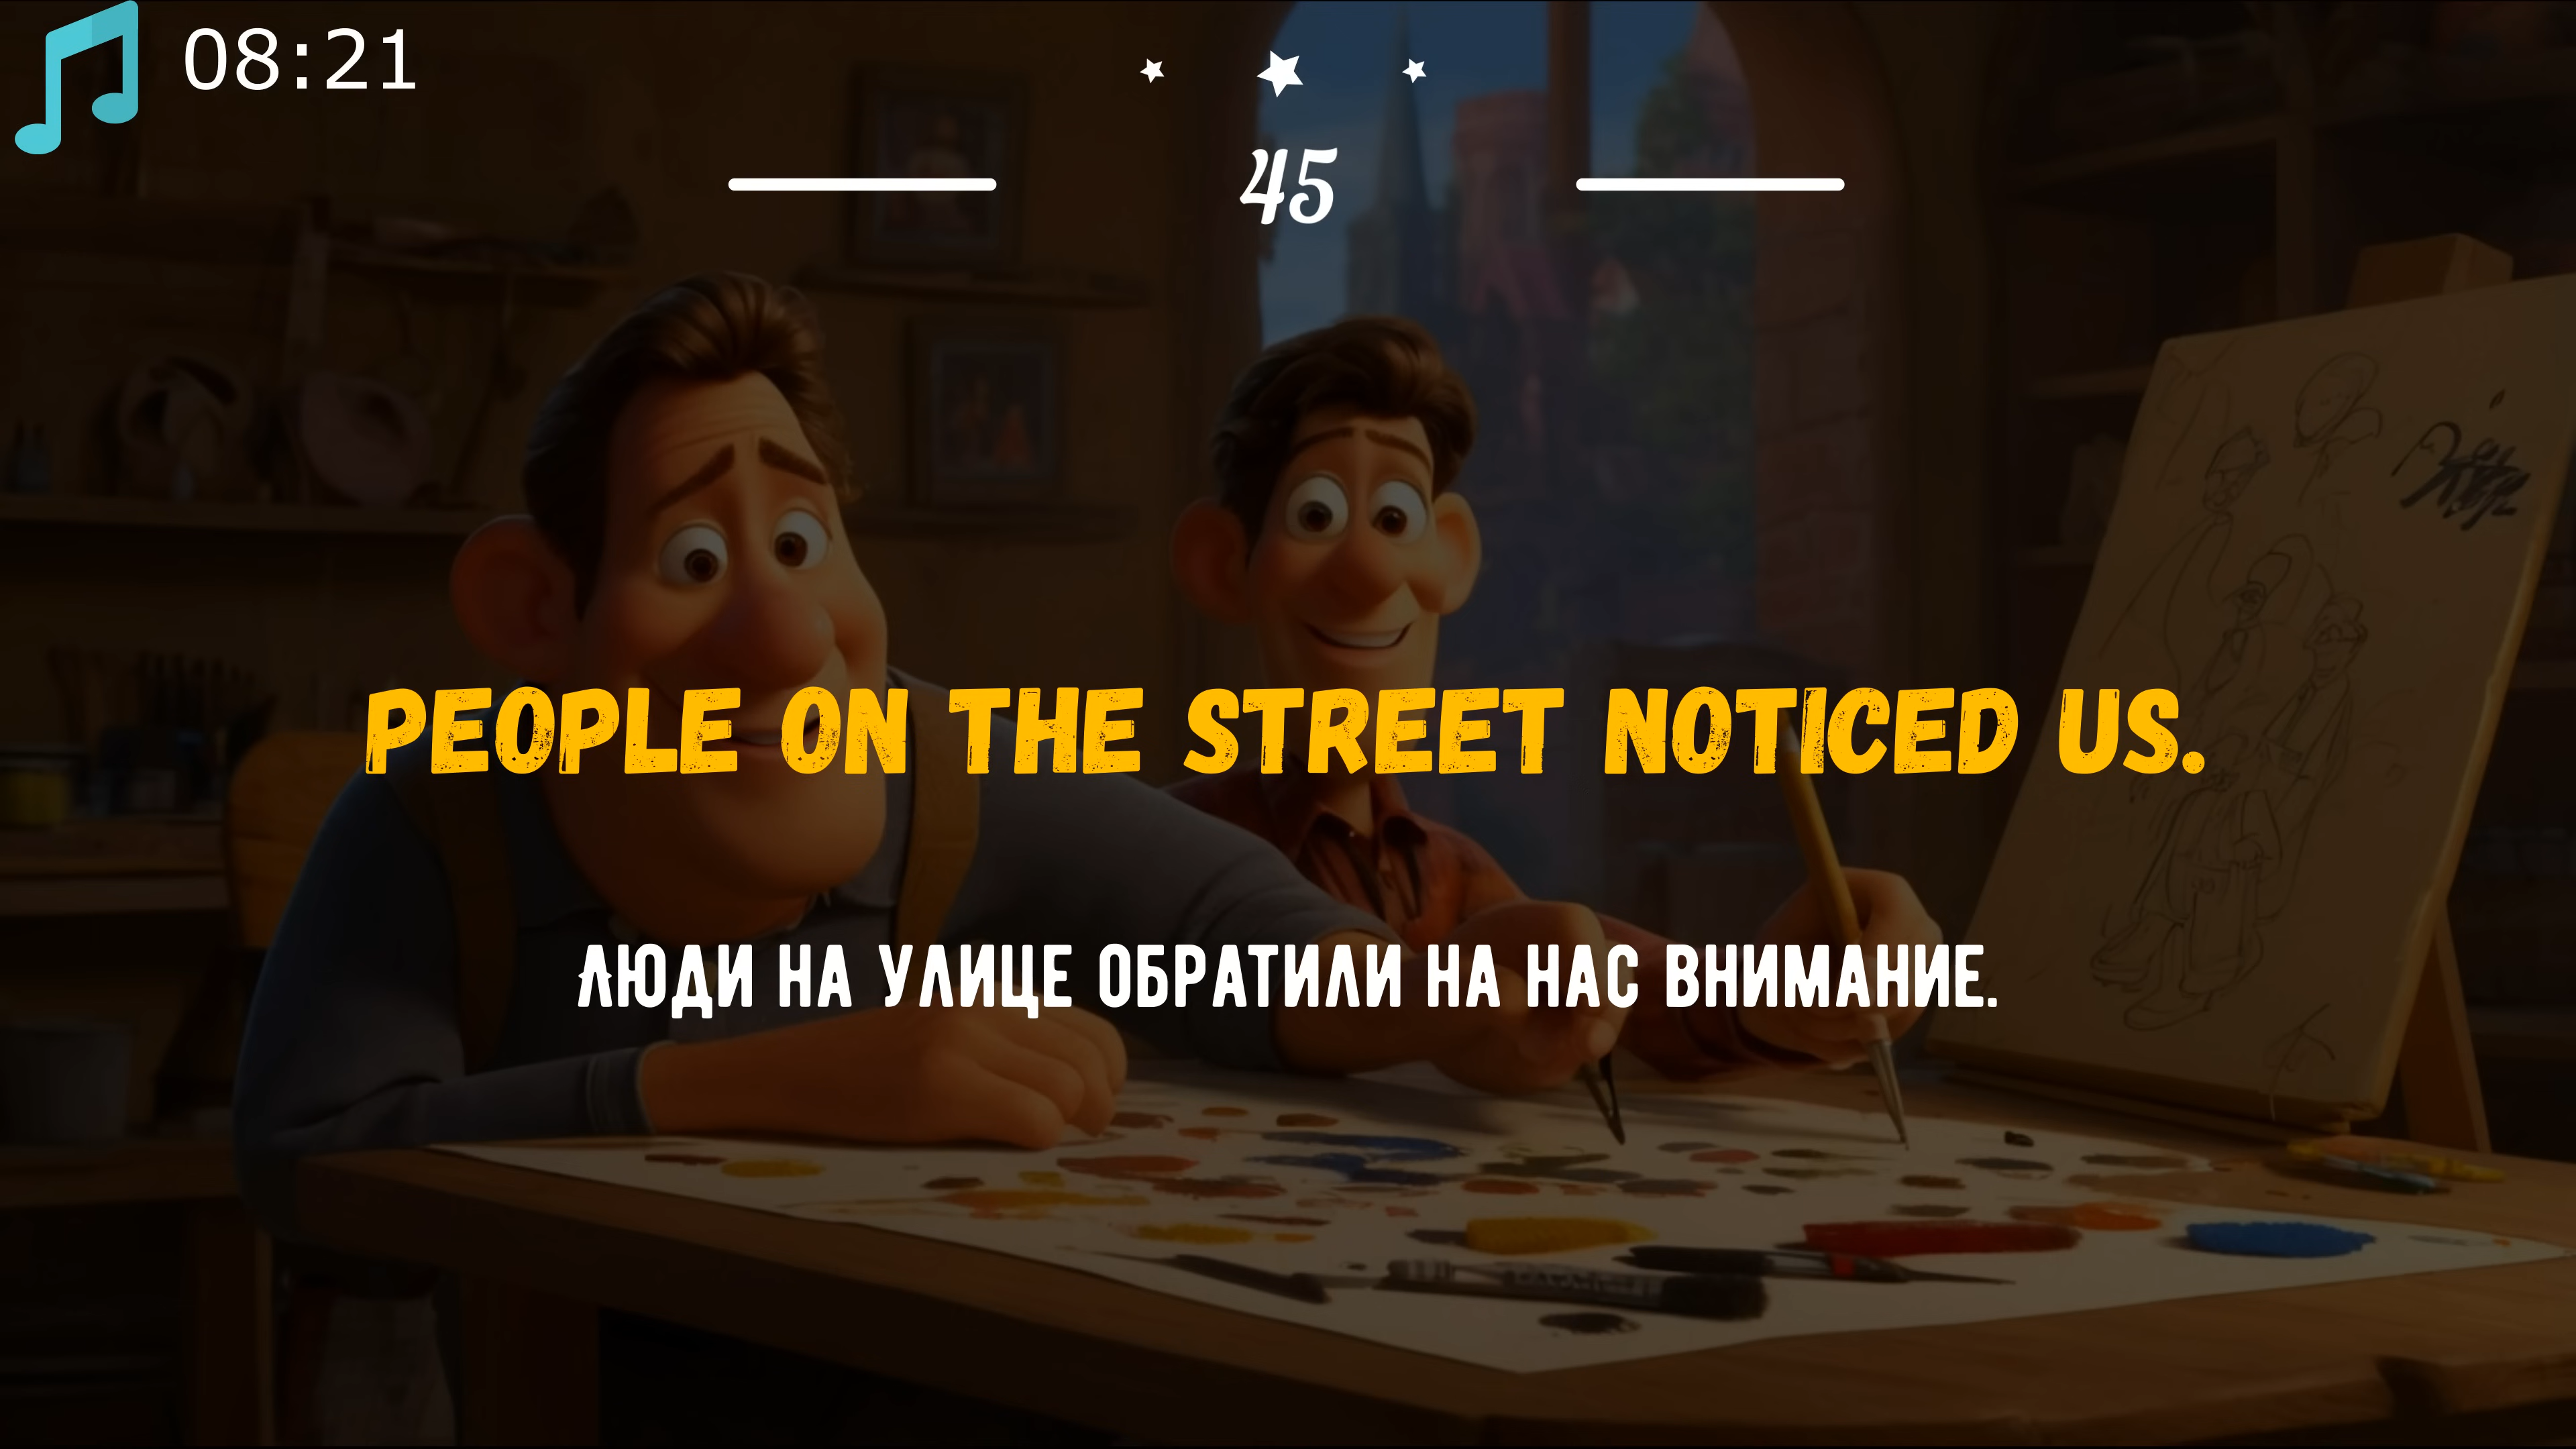 08:21
45
PEOPLE ON THE STREET NOTICED US.
ЛЮДИ НА УЛИЦЕ ОБРАТИЛИ НА НАС ВНИМАНИЕ.